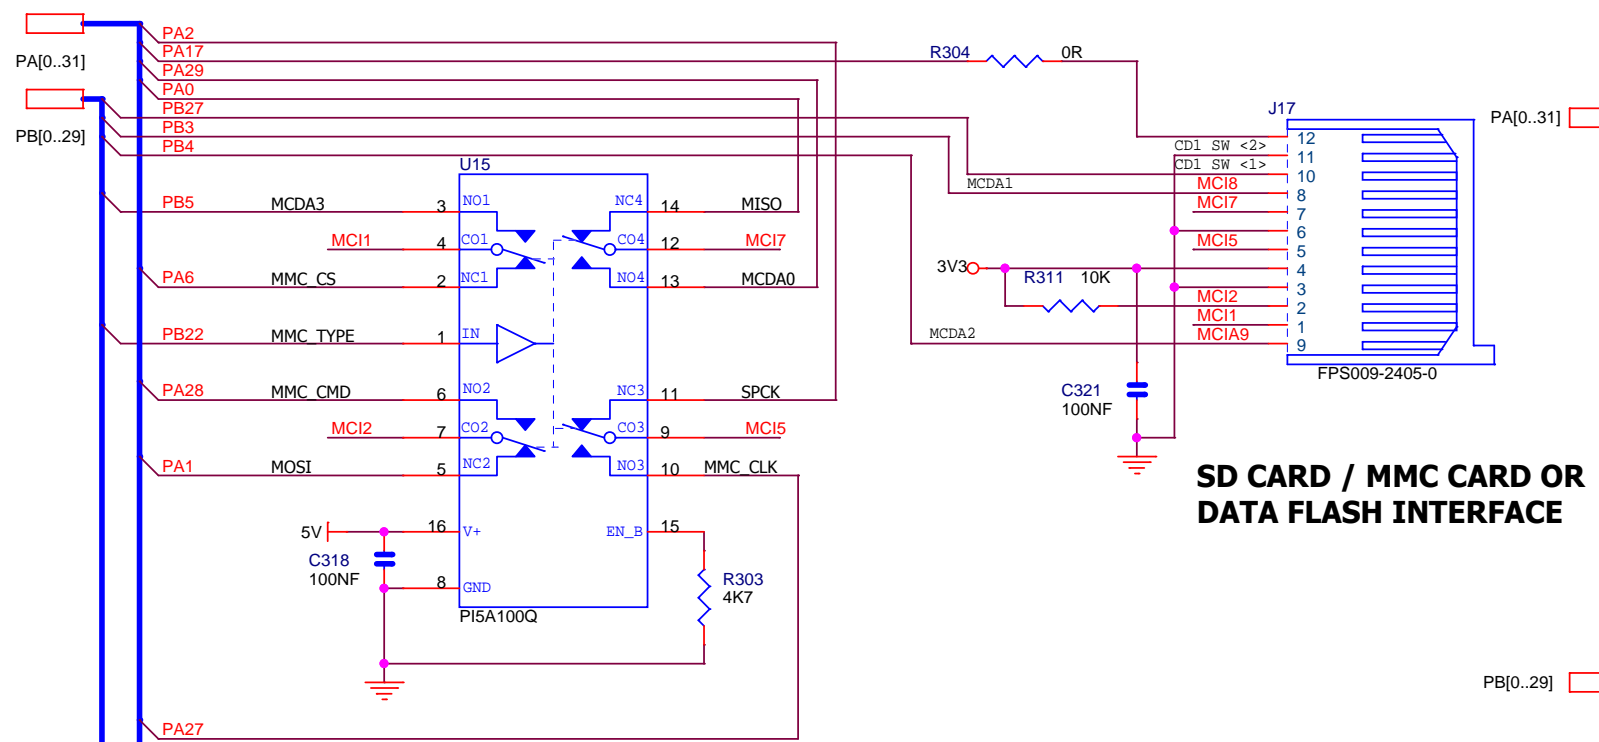 PA[0..31]
PB[0..29]
PA2
PA17
PA29
PA0
PB27
PB3
PB4
PB5
PA6
PB22
PA28
PA1
PA27
MCDA3
MCI1
MMC_CS
MMC_TYPE
MMC_CMD
MCI2
MOSI
U15
3 NO1 NC4 14
4 CO1 CO4 12
2 NC1 NO4 13
1 IN
6 NO2 NC3 11
7 CO2 CO3 9
5 NC2 NO3 10
16 V+ EN_B 15
8 GND
PI5A100Q
MISO
MCI7
MCDA0
SPCK
MCI5
MMC_CLK
5V
C318
100NF
R303
4K7
R304 0R
J17
CD1 SW <2>
CD1 SW <1>
MCDA1
MCI8
MCI7
MCI5
3V3
R311 10K
MCI2
MCI1
MCDA2
MCIA9
12
11
10
8
7
6
5
4
3
2
1
9
FPS009-2405-0
C321
100NF
SD CARD / MMC CARD OR
DATA FLASH INTERFACE
PA[0..31]
PB[0..29]